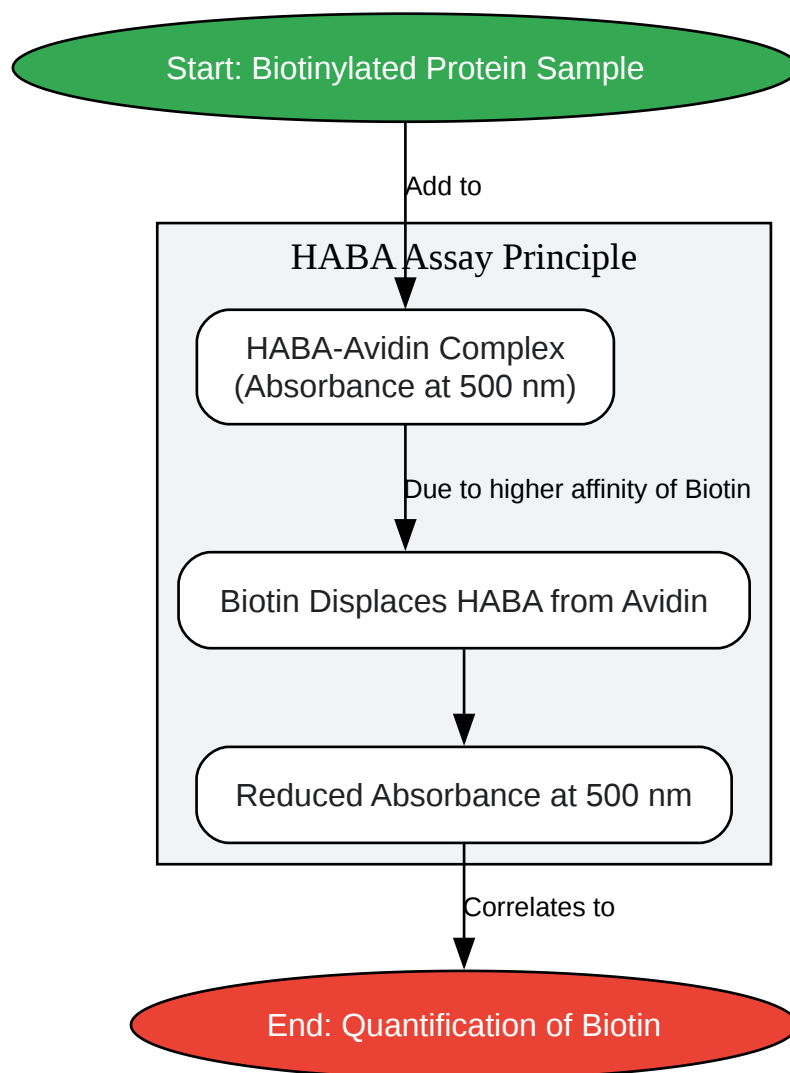 Start: Biotinylated Protein Sample
Add to
HABA Assay Principle
HABA-Avidin Complex
(Absorbance at 500 nm)
Due to higher affinity of Biotin
Biotin Displaces HABA from Avidin
Reduced Absorbance at 500 nm
Correlates to
End: Quantification of Biotin